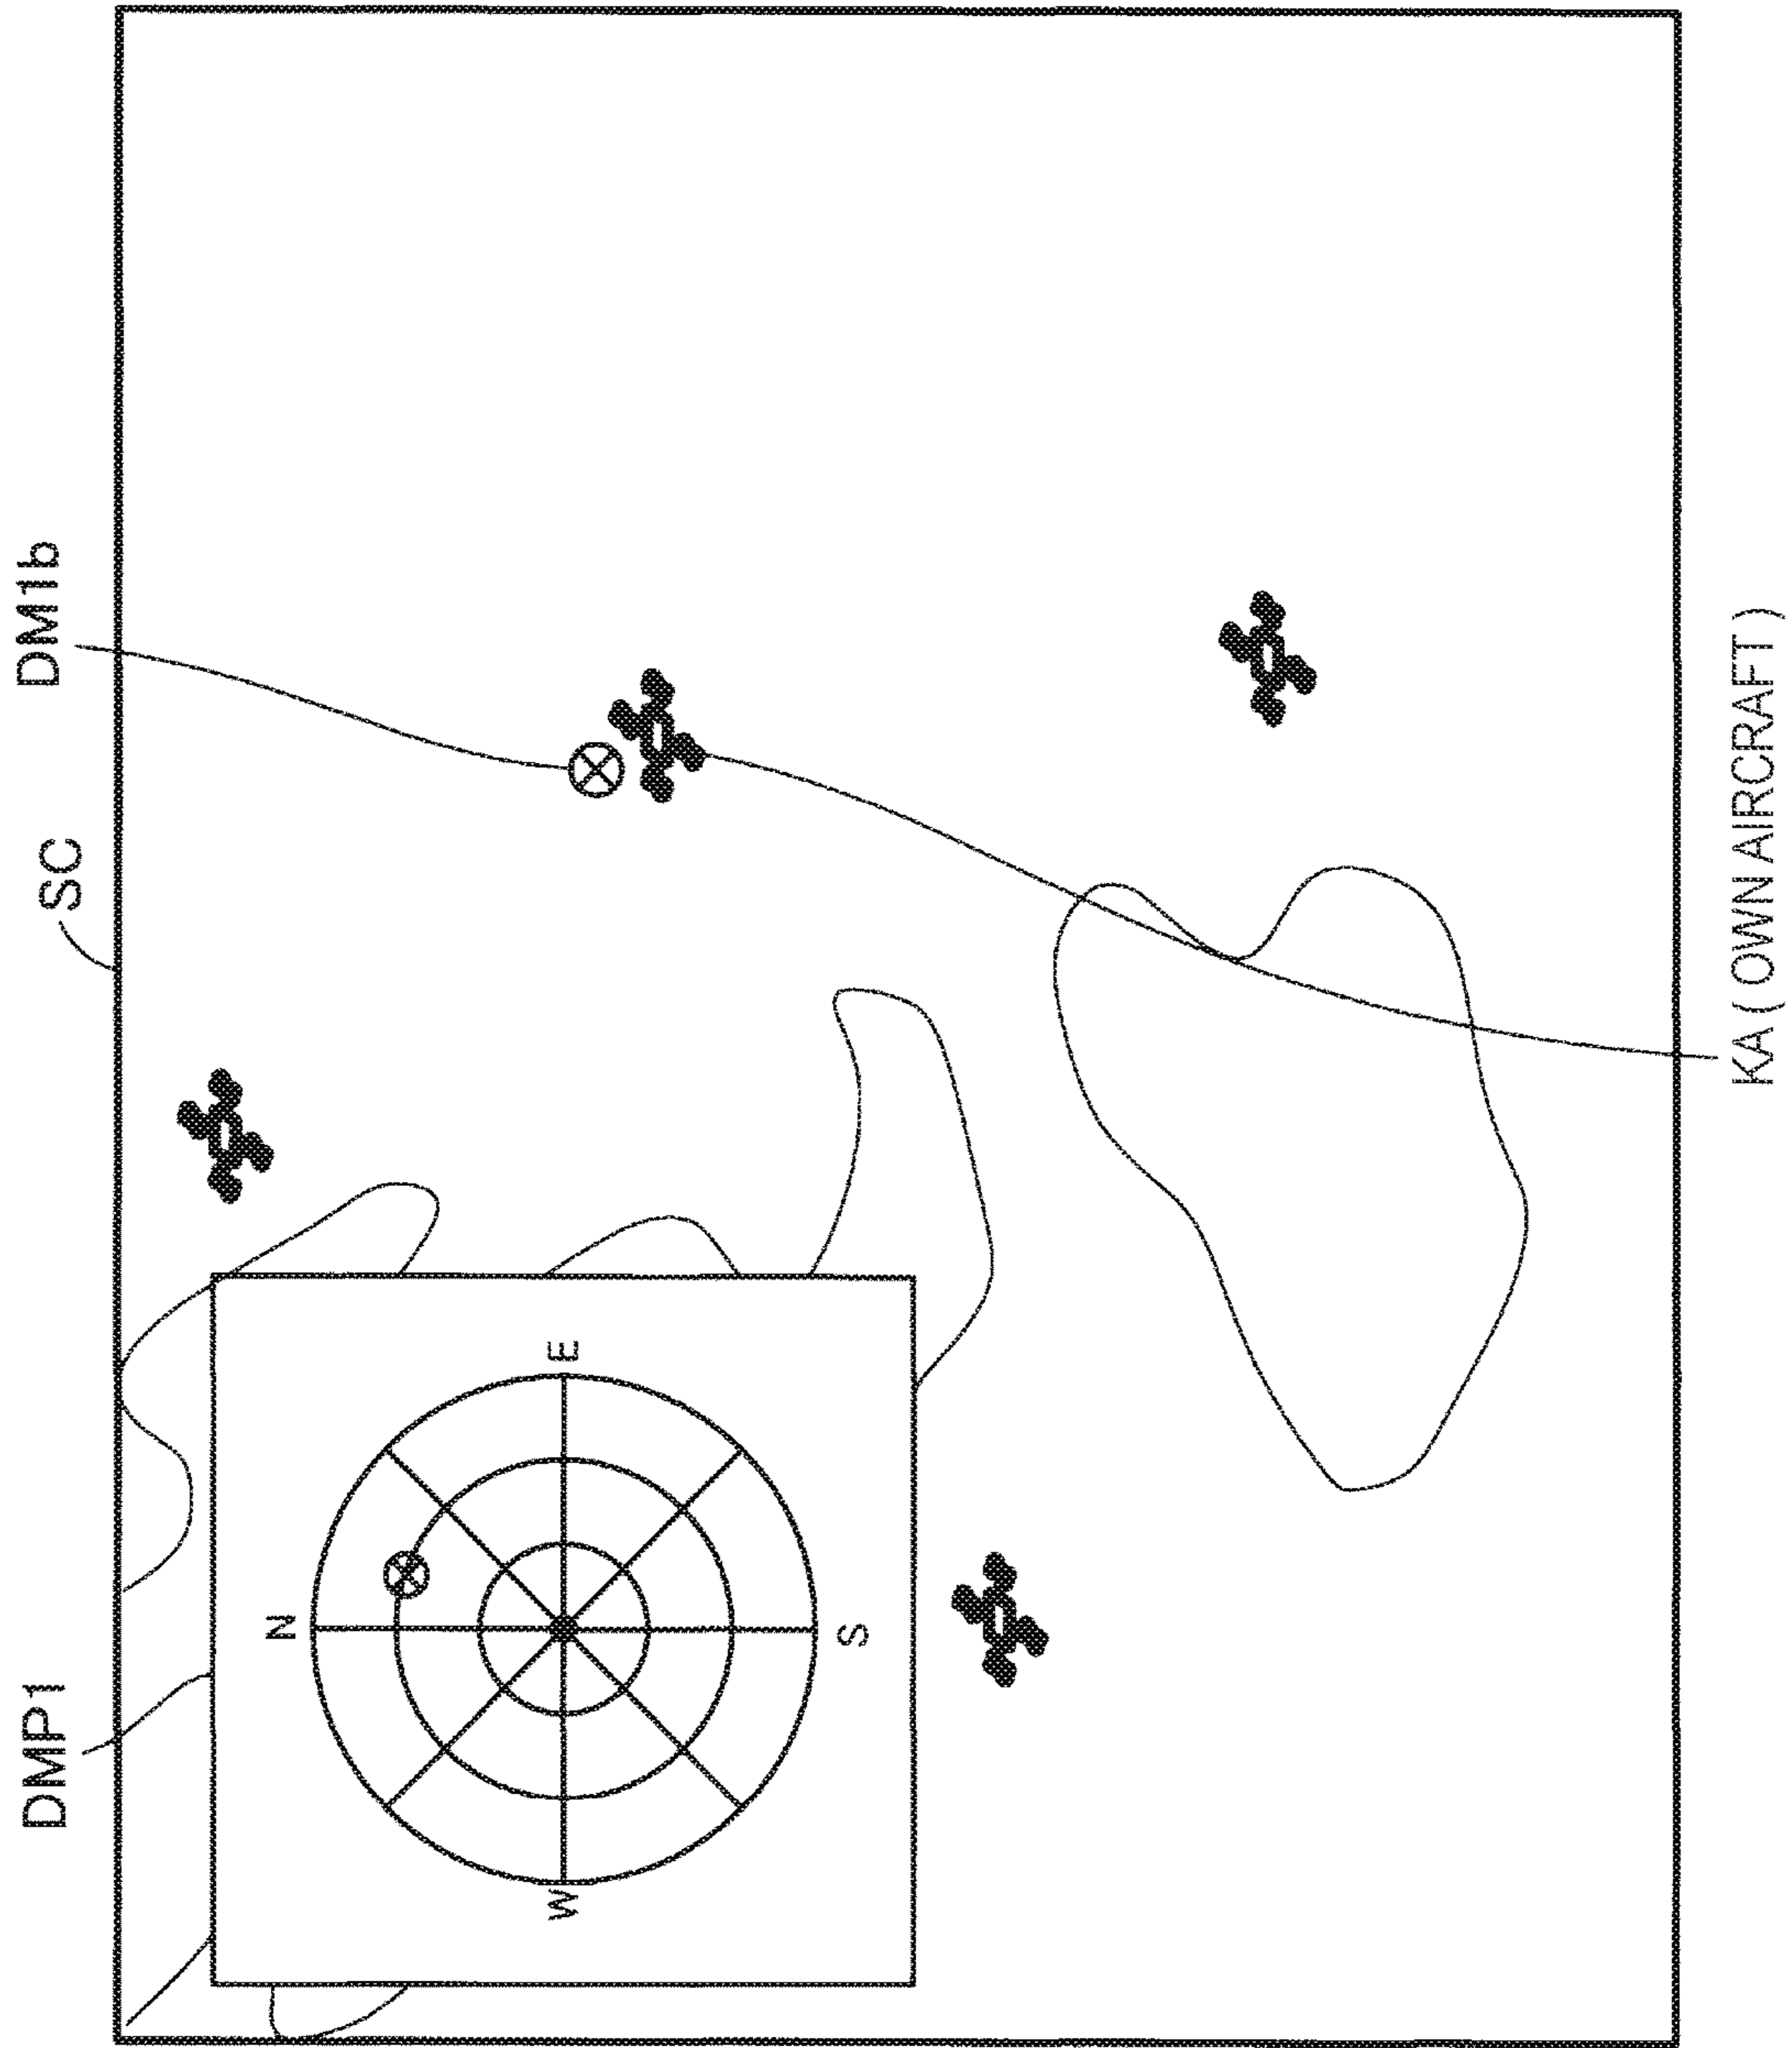 DMP1
SC
DM1b
N
W
E
S
KA ( OWN AIRCRAFT )